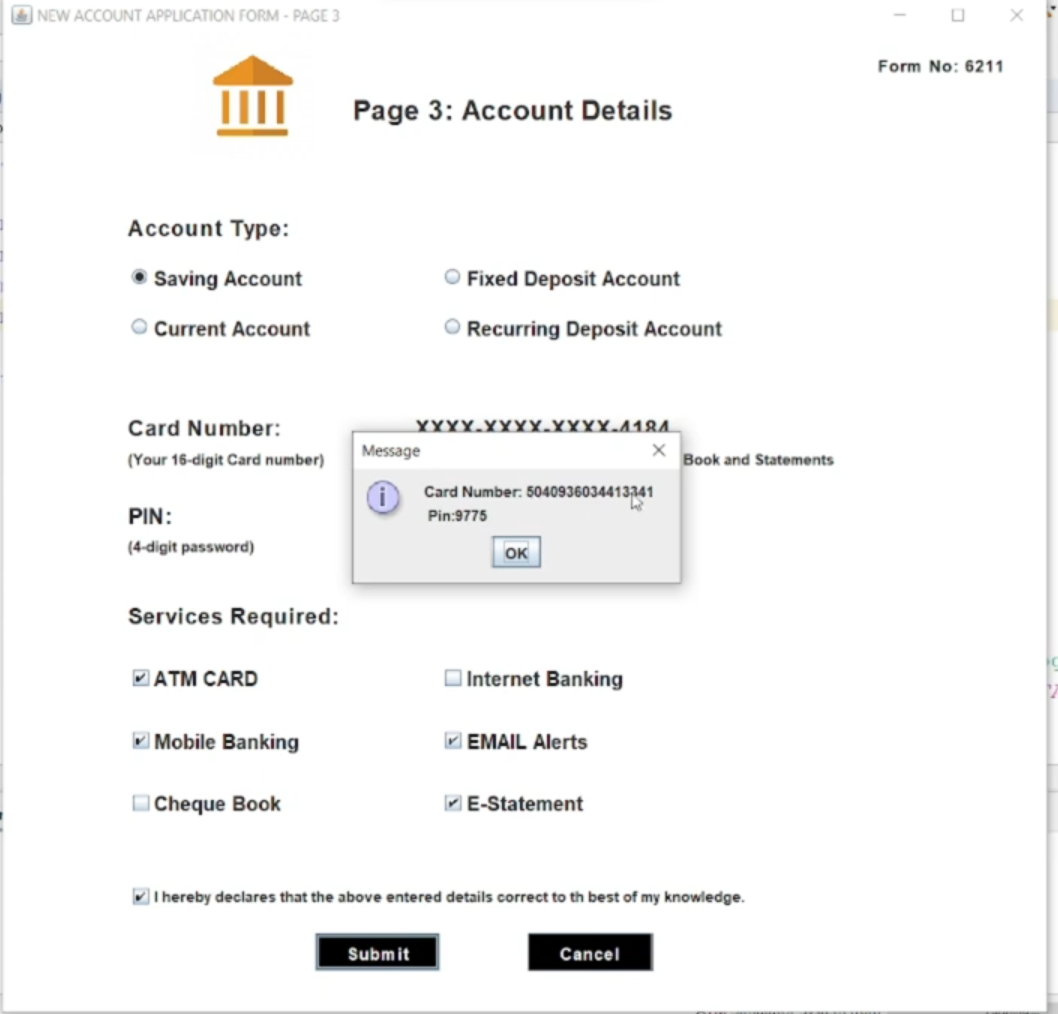 NEW ACCOUNT APPLICATION FORM - PAGE 3
Form No: 6211
Page 3: Account Details
Account Type:
Saving Account Fixed Deposit Account
Current Account Recurring Deposit Account
Card Number: XXXX-XXXX-XXXX-4184
(Your 16-digit Card number) Book and Statements
Message
Card Number: 5040936034413341
Pin:9775
OK
PIN:
(4-digit password)
Services Required:
ATM CARD Internet Banking
Mobile Banking EMAIL Alerts
Cheque Book E-Statement
I hereby declares that the above entered details correct to th best of my knowledge.
Submit Cancel